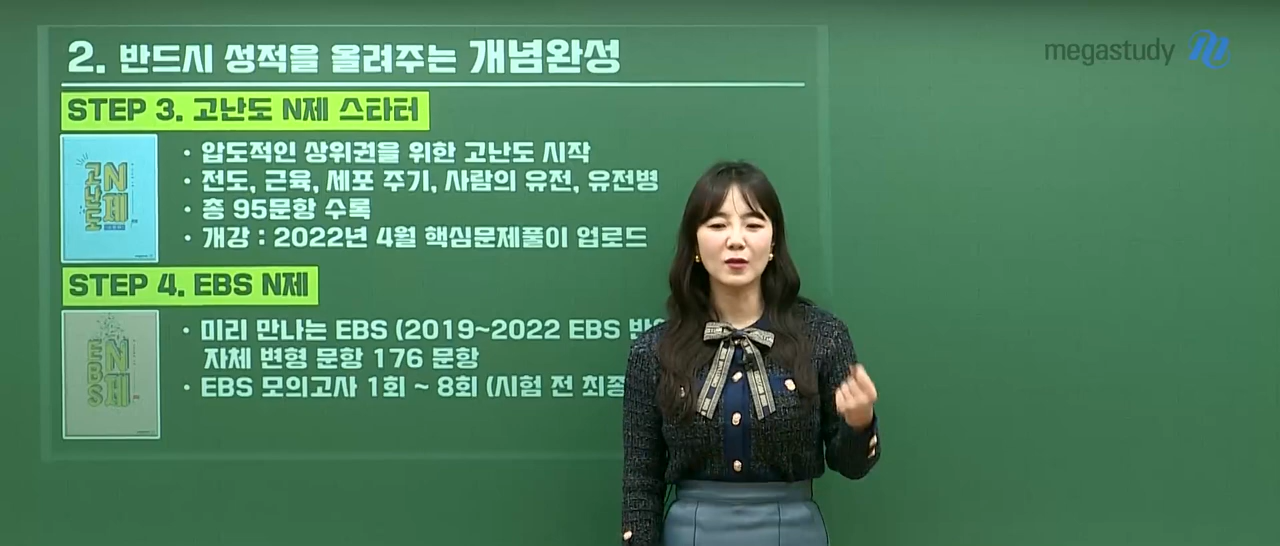 megastudy
2. 반드시 성적을 올려주는 개념완성
STEP 3. 고난도 N제 스타터
고난도
N제
· 압도적인 상위권을 위한 고난도 시작
· 전도, 근육, 세포 주기, 사람의 유전, 유전병
· 총 95문항 수록
· 개강 : 2022년 4월 핵심문제풀이 업로드
STEP 4. EBS N제
EBS
N제
· 미리 만나는 EBS (2019~2022 EBS
자체 변형 문항 176 문항
· EBS 모의고사 1회 ~ 8회 (시험 전